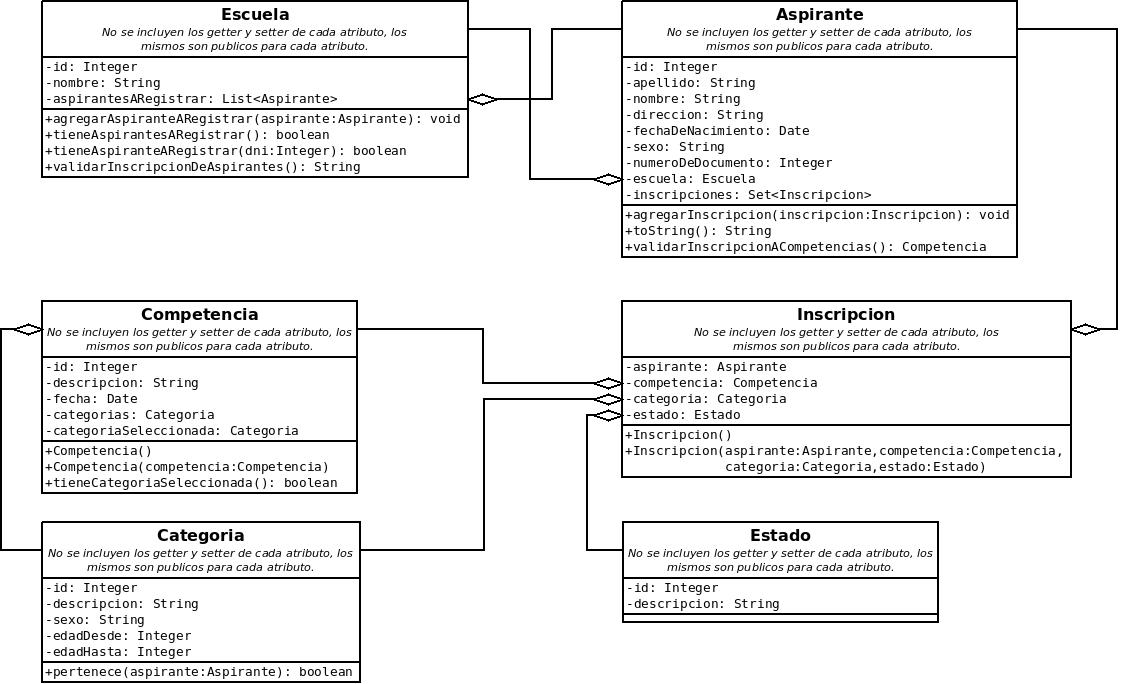 Escuela
No se incluyen los getter y setter de cada atributo, los
mismos son publicos para cada atributo.
-id: Integer
-nombre: String
-aspirantesARegistrar: List<Aspirante>
+agregarAspiranteARegistrar(aspirante:Aspirante): void
+tieneAspirantesARegistrar(): boolean
+tieneAspiranteARegistrar(dni:Integer): boolean
+validarInscripcionDeAspirantes(): String
Aspirante
No se incluyen los getter y setter de cada atributo, los
mismos son publicos para cada atributo.
-id: Integer
-apellido: String
-nombre: String
-direccion: String
-fechaDeNacimiento: Date
-sexo: String
-numeroDeDocumento: Integer
-escuela: Escuela
-inscripciones: Set<Inscripcion>
+agregarInscripcion(inscripcion:Inscripcion): void
+toString(): String
+validarInscripcionACompetencias(): Competencia
Competencia
No se incluyen los getter y setter de cada atributo, los
mismos son publicos para cada atributo.
-id: Integer
-descripcion: String
-fecha: Date
-categorias: Categoria
-categoriaSeleccionada: Categoria
+Competencia()
+Competencia(competencia:Competencia)
+tieneCategoriaSeleccionada(): boolean
Inscripcion
No se incluyen los getter y setter de cada atributo, los
mismos son publicos para cada atributo.
-aspirante: Aspirante
-competencia: Competencia
-categoria: Categoria
-estado: Estado
+Inscripcion()
+Inscripcion(aspirante:Aspirante,competencia:Competencia,
categoria:Categoria,estado:Estado)
Categoria
No se incluyen los getter y setter de cada atributo, los
mismos son publicos para cada atributo.
-id: Integer
-descripcion: String
-sexo: String
-edadDesde: Integer
-edadHasta: Integer
+pertenece(aspirante:Aspirante): boolean
Estado
No se incluyen los getter y setter de cada atributo, los
mismos son publicos para cada atributo.
-id: Integer
-descripcion: String